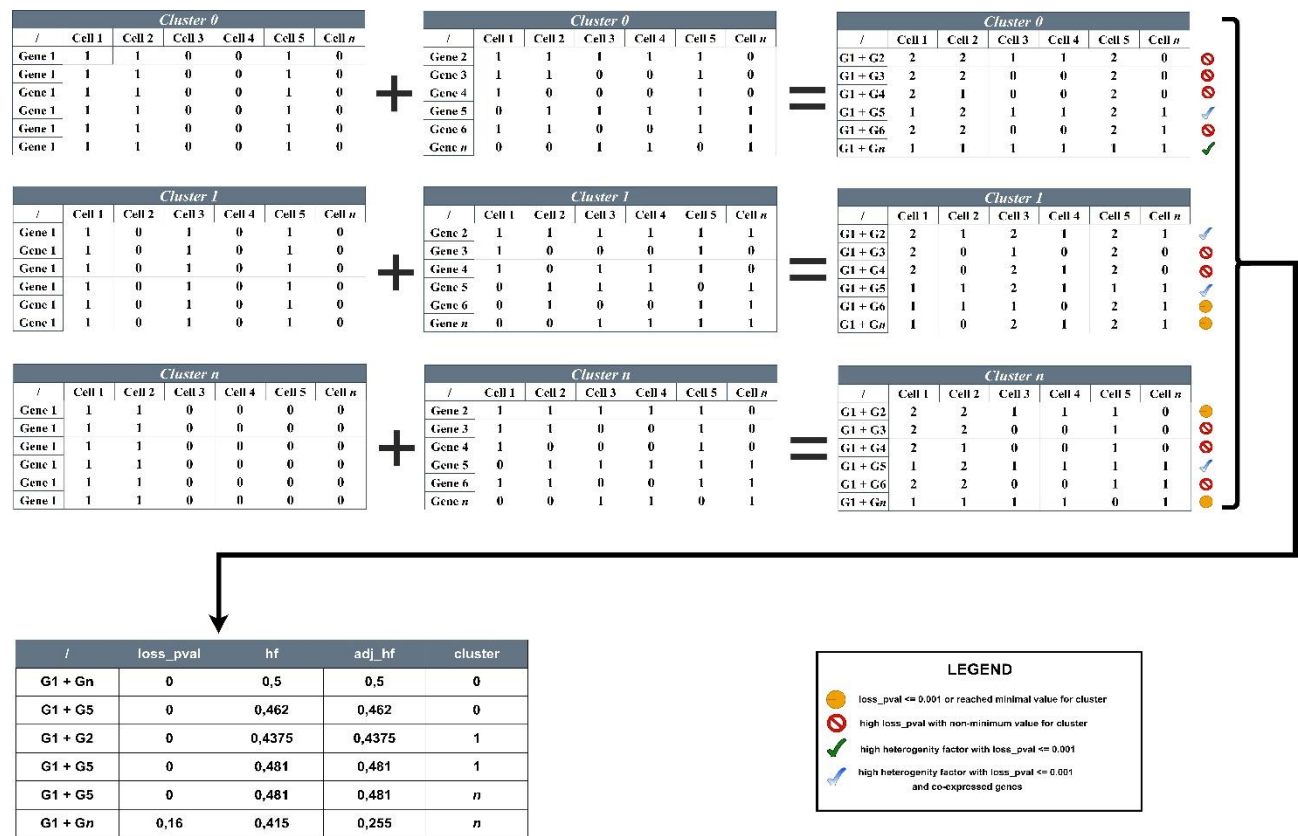 Cluster 0
/ Cell 1 Cell 2 Cell 3 Cell 4 Cell 5 Cell n
Gene 1 1 1 0 0 1 0
Gene 1 1 1 0 0 1 0
Gene 1 1 1 0 0 1 0
Gene 1 1 1 0 0 1 0
Gene 1 1 1 0 0 1 0
Gene 1 1 1 0 0 1 0
+
Cluster 0
/ Cell 1 Cell 2 Cell 3 Cell 4 Cell 5 Cell n
Gene 2 1 1 1 1 1 0
Gene 3 1 1 0 0 1 0
Gene 4 1 0 0 0 1 0
Gene 5 0 1 1 1 1 1
Gene 6 1 1 0 0 1 1
Gene n 0 0 1 1 0 1
=
Cluster 0
/ Cell 1 Cell 2 Cell 3 Cell 4 Cell 5 Cell n
G1 + G2 2 2 1 1 2 0
G1 + G3 2 2 0 0 2 0
G1 + G4 2 1 0 0 2 0
G1 + G5 1 2 1 1 2 1
G1 + G6 2 2 0 0 2 1
G1 + Gn 1 1 1 1 1 1
Cluster 1
/ Cell 1 Cell 2 Cell 3 Cell 4 Cell 5 Cell n
Gene 1 1 0 1 0 1 0
Gene 1 1 0 1 0 1 0
Gene 1 1 0 1 0 1 0
Gene 1 1 0 1 0 1 0
Gene 1 1 0 1 0 1 0
Gene 1 1 0 1 0 1 0
+
Cluster 1
/ Cell 1 Cell 2 Cell 3 Cell 4 Cell 5 Cell n
Gene 2 1 1 1 1 1 1
Gene 3 1 0 0 0 1 0
Gene 4 1 0 1 1 1 0
Gene 5 0 1 1 1 0 1
Gene 6 0 1 0 0 1 1
Gene n 0 0 1 1 1 1
=
Cluster 1
/ Cell 1 Cell 2 Cell 3 Cell 4 Cell 5 Cell n
G1 + G2 2 1 2 1 2 1
G1 + G3 2 0 1 0 2 0
G1 + G4 2 0 2 1 2 0
G1 + G5 1 1 2 1 1 1
G1 + G6 1 1 1 0 2 1
G1 + Gn 1 0 2 1 2 1
Cluster n
/ Cell 1 Cell 2 Cell 3 Cell 4 Cell 5 Cell n
Gene 1 1 1 0 0 0 0
Gene 1 1 1 0 0 0 0
Gene 1 1 1 0 0 0 0
Gene 1 1 1 0 0 0 0
Gene 1 1 1 0 0 0 0
Gene 1 1 1 0 0 0 0
+
Cluster n
/ Cell 1 Cell 2 Cell 3 Cell 4 Cell 5 Cell n
Gene 2 1 1 1 1 1 0
Gene 3 1 1 0 0 1 0
Gene 4 1 0 0 0 1 0
Gene 5 0 1 1 1 1 1
Gene 6 1 1 0 0 1 1
Gene n 0 0 1 1 0 1
=
Cluster n
/ Cell 1 Cell 2 Cell 3 Cell 4 Cell 5 Cell n
G1 + G2 2 2 1 1 1 0
G1 + G3 2 2 0 0 1 0
G1 + G4 2 1 0 0 1 0
G1 + G5 1 2 1 1 1 1
G1 + G6 2 2 0 0 1 1
G1 + Gn 1 1 1 1 0 1
/ loss_pval hf adj_hf cluster
G1 + Gn 0 0,5 0,5 0
G1 + G5 0 0,462 0,462 0
G1 + G2 0 0,4375 0,4375 1
G1 + G5 0 0,481 0,481 1
G1 + G5 0 0,481 0,481 n
G1 + Gn 0,16 0,415 0,255 n
LEGEND
loss_pval <= 0.001 or reached minimal value for cluster
high loss_pval with non-minimum value for cluster
high heterogenity factor with loss_pval <= 0.001
high heterogenity factor with loss_pval <= 0.001
and co-expressed genes